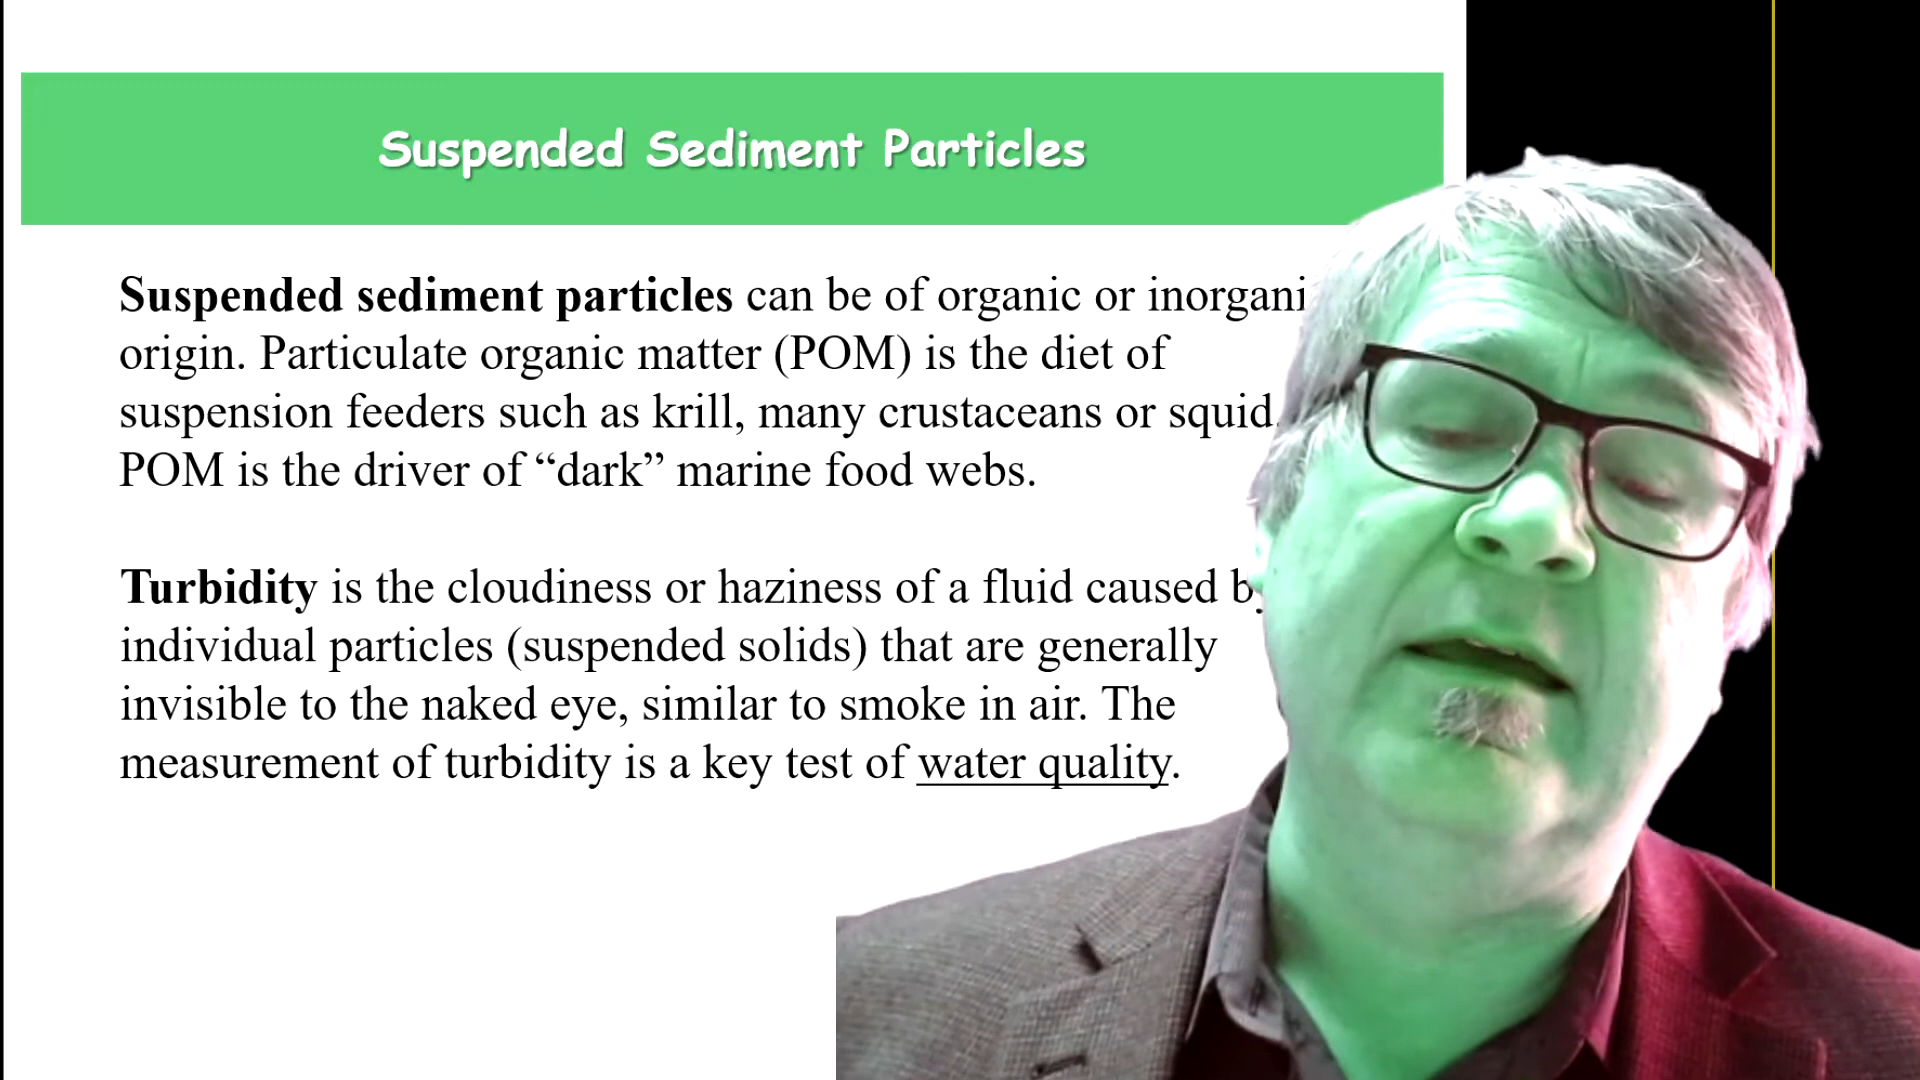 Suspended Sediment Particles
Suspended sediment particles can be of organic or inorgani
origin. Particulate organic matter (POM) is the diet of
suspension feeders such as krill, many crustaceans or squid.
POM is the driver of “dark” marine food webs.
Turbidity is the cloudiness or haziness of a fluid caused by
individual particles (suspended solids) that are generally
invisible to the naked eye, similar to smoke in air. The
measurement of turbidity is a key test of water quality.